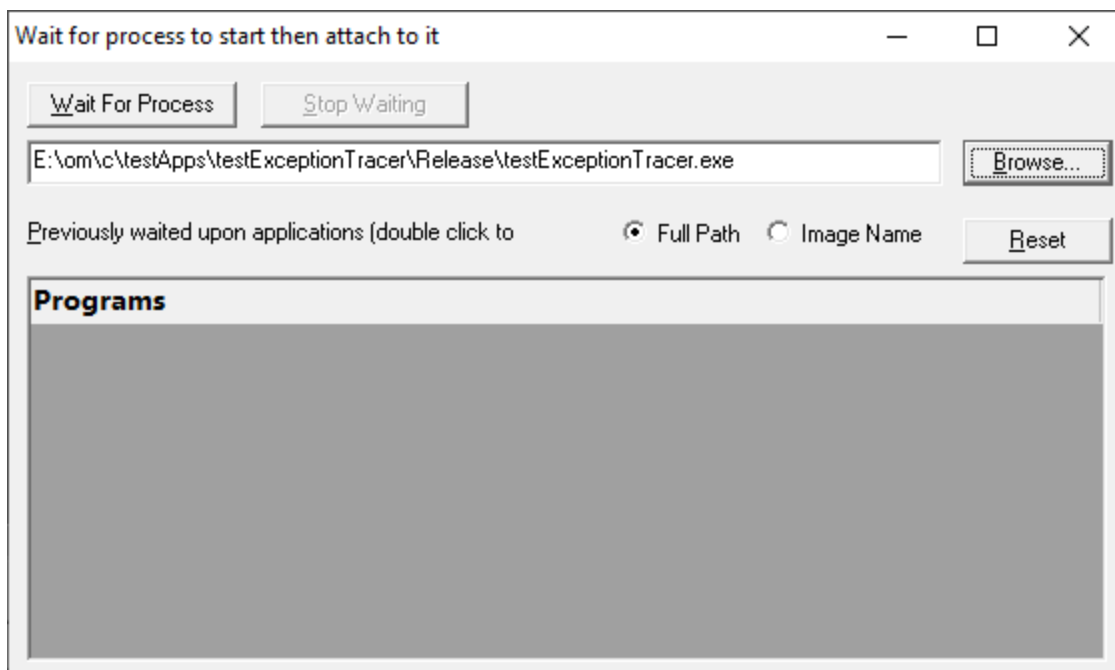 Wait for process to start then attach to it
Wait For Process Stop Waiting
E:\om\c\testApps\testExceptionTracer\Release\testExceptionTracer.exe Browse...
Previously waited upon applications (double click to Full Path Image Name Reset
Programs